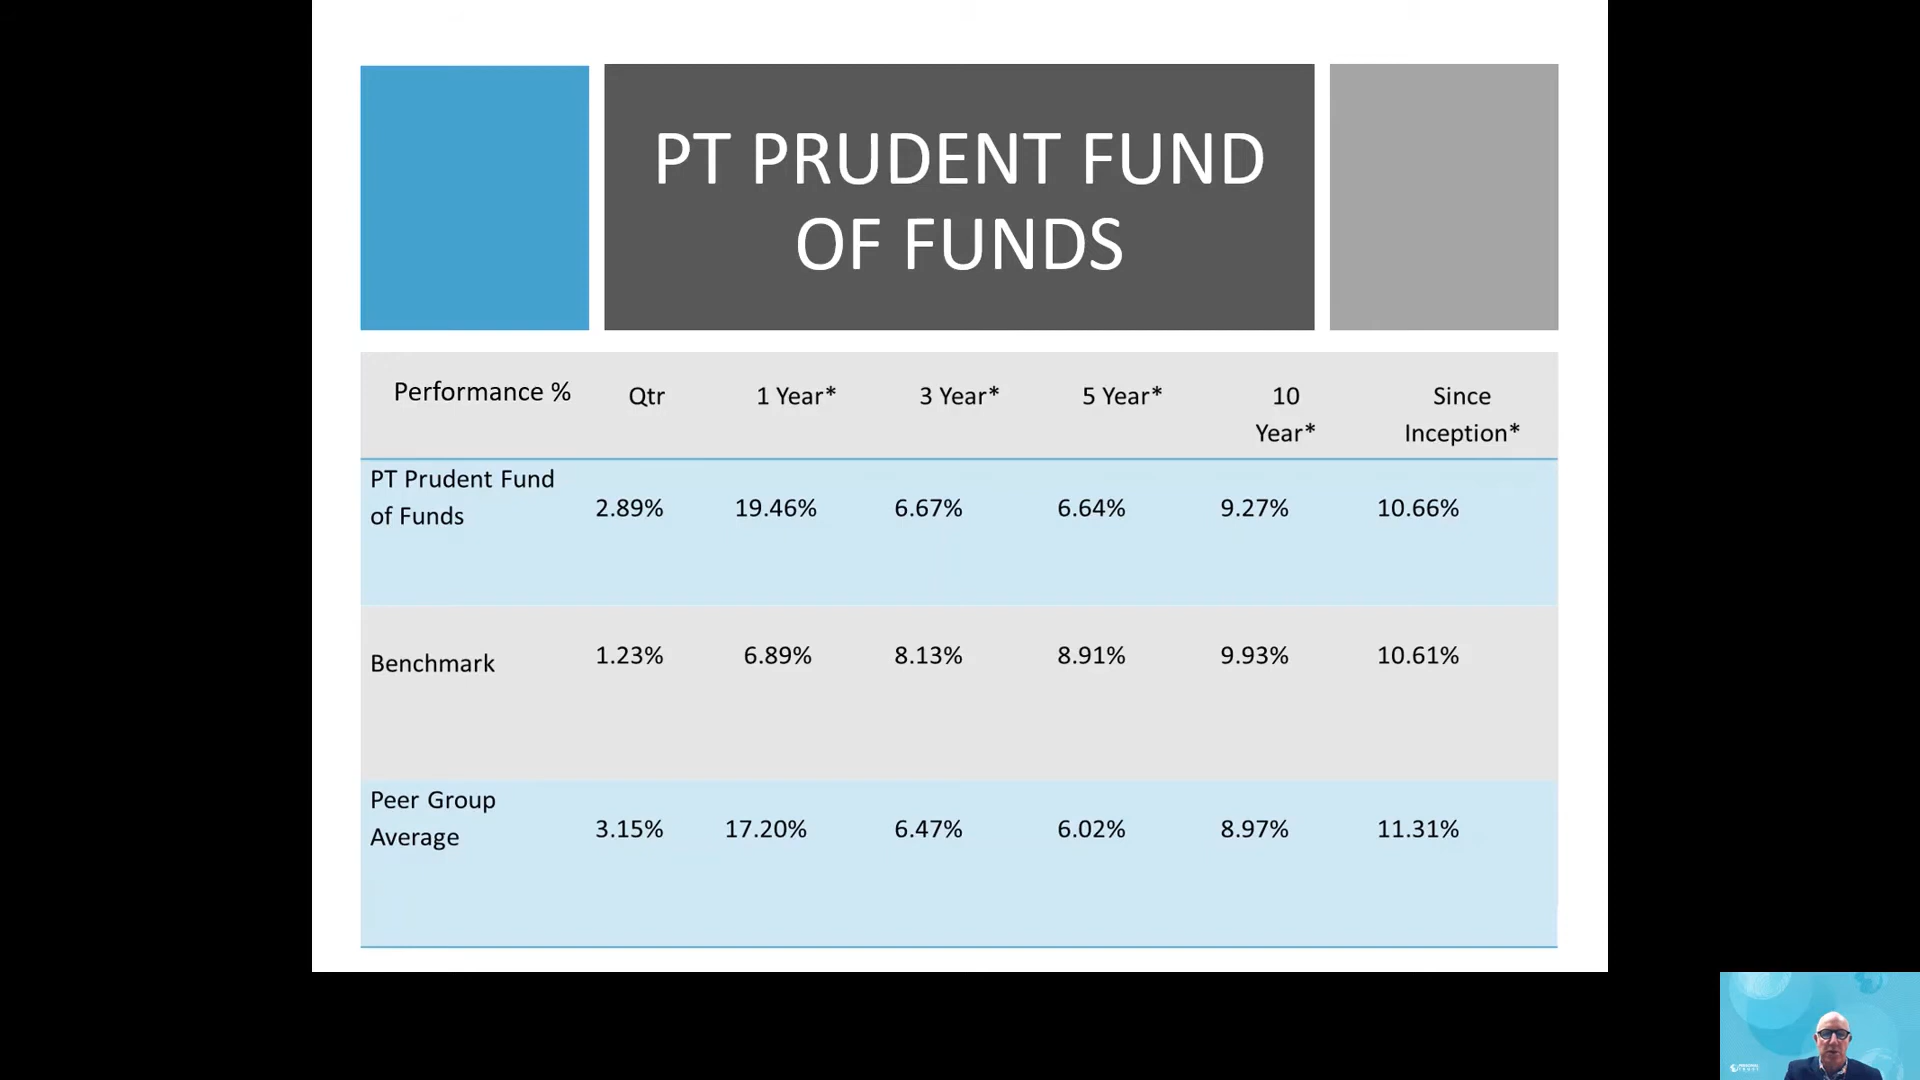 PT PRUDENT FUND
OF FUNDS
Performance % Qtr 1 Year* 3 Year* 5 Year* 10 Year* Since Inception*
PT Prudent Fund of Funds 2.89% 19.46% 6.67% 6.64% 9.27% 10.66%
Benchmark 1.23% 6.89% 8.13% 8.91% 9.93% 10.61%
Peer Group Average 3.15% 17.20% 6.47% 6.02% 8.97% 11.31%